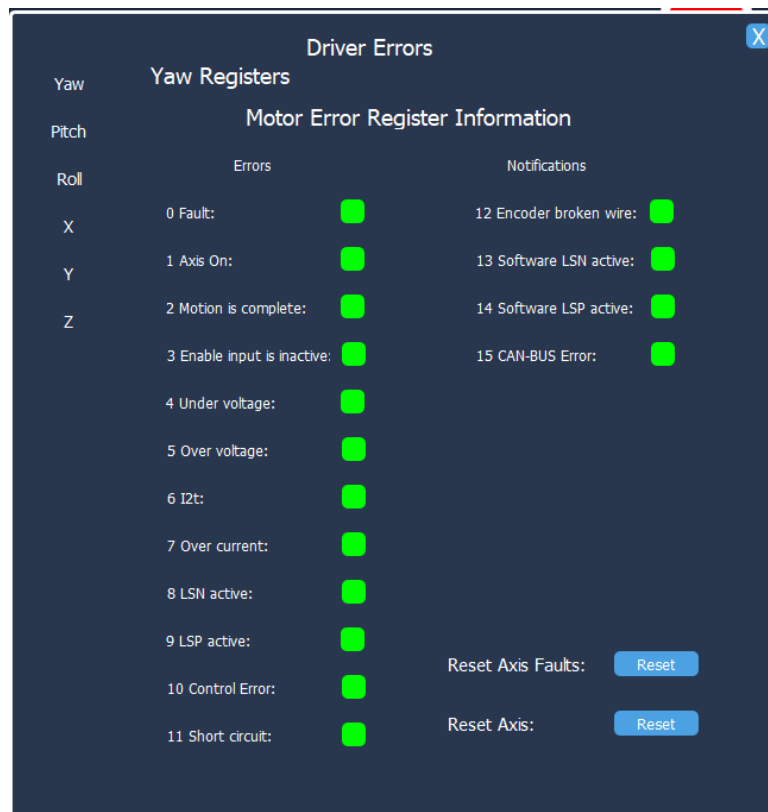 Driver Errors
X
Yaw Registers
Motor Error Register Information
Yaw
Pitch
Roll
X
Y
Z
Errors
0 Fault:
1 Axis On:
2 Motion is complete:
3 Enable input is inactive:
4 Under voltage:
5 Over voltage:
6 I2t:
7 Over current:
8 LSN active:
9 LSP active:
10 Control Error:
11 Short circuit:
Notifications
12 Encoder broken wire:
13 Software LSN active:
14 Software LSP active:
15 CAN-BUS Error:
Reset Axis Faults: Reset
Reset Axis: Reset